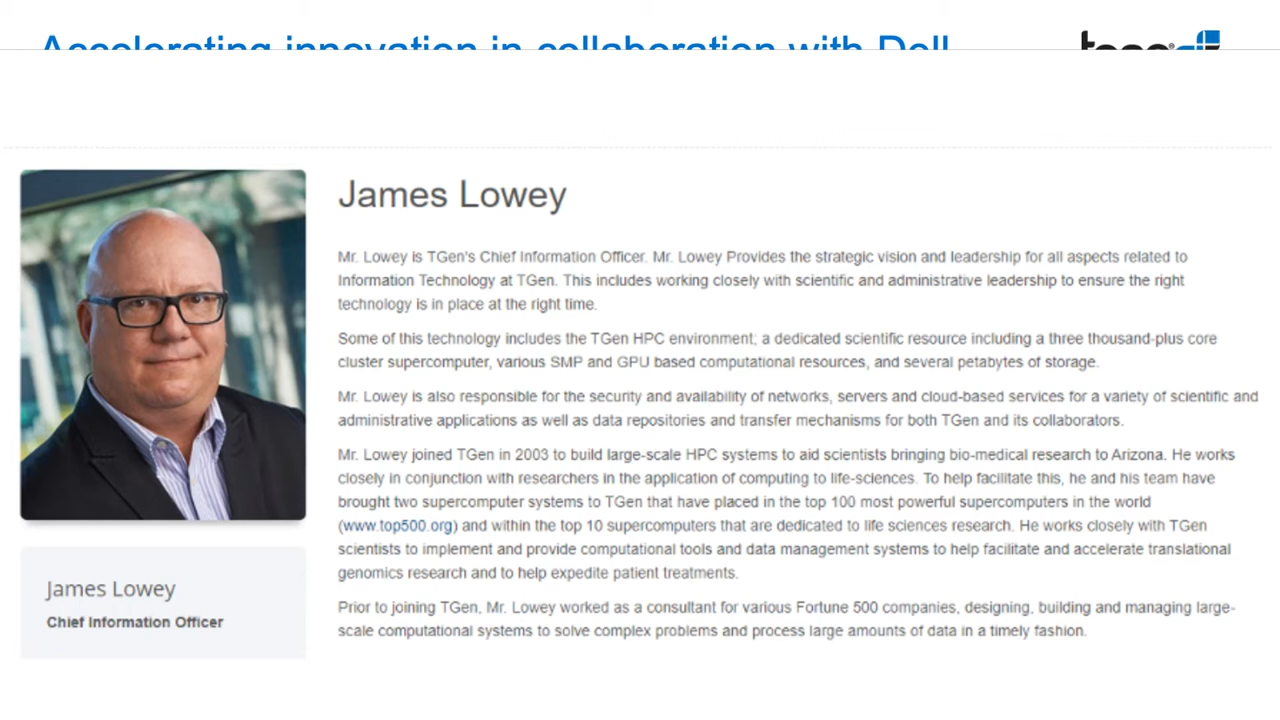 Accelerating innovation in collaboration with Dell
tgen
James Lowey
Mr. Lowey is TGen's Chief Information Officer. Mr. Lowey Provides the strategic vision and leadership for all aspects related to
Information Technology at TGen. This includes working closely with scientific and administrative leadership to ensure the right
technology is in place at the right time.
Some of this technology includes the TGen HPC environment; a dedicated scientific resource including a three thousand-plus core
cluster supercomputer, various SMP and GPU based computational resources, and several petabytes of storage.
Mr. Lowey is also responsible for the security and availability of networks, servers and cloud-based services for a variety of scientific and
administrative applications as well as data repositories and transfer mechanisms for both TGen and its collaborators.
Mr. Lowey joined TGen in 2003 to build large-scale HPC systems to aid scientists bringing bio-medical research to Arizona. He works
closely in conjunction with researchers in the application of computing to life-sciences. To help facilitate this, he and his team have
brought two supercomputer systems to TGen that have placed in the top 100 most powerful supercomputers in the world
(www.top500.org) and within the top 10 supercomputers that are dedicated to life sciences research. He works closely with TGen
scientists to implement and provide computational tools and data management systems to help facilitate and accelerate translational
genomics research and to help expedite patient treatments.
Prior to joining TGen, Mr. Lowey worked as a consultant for various Fortune 500 companies, designing, building and managing large-
scale computational systems to solve complex problems and process large amounts of data in a timely fashion.
James Lowey
Chief Information Officer